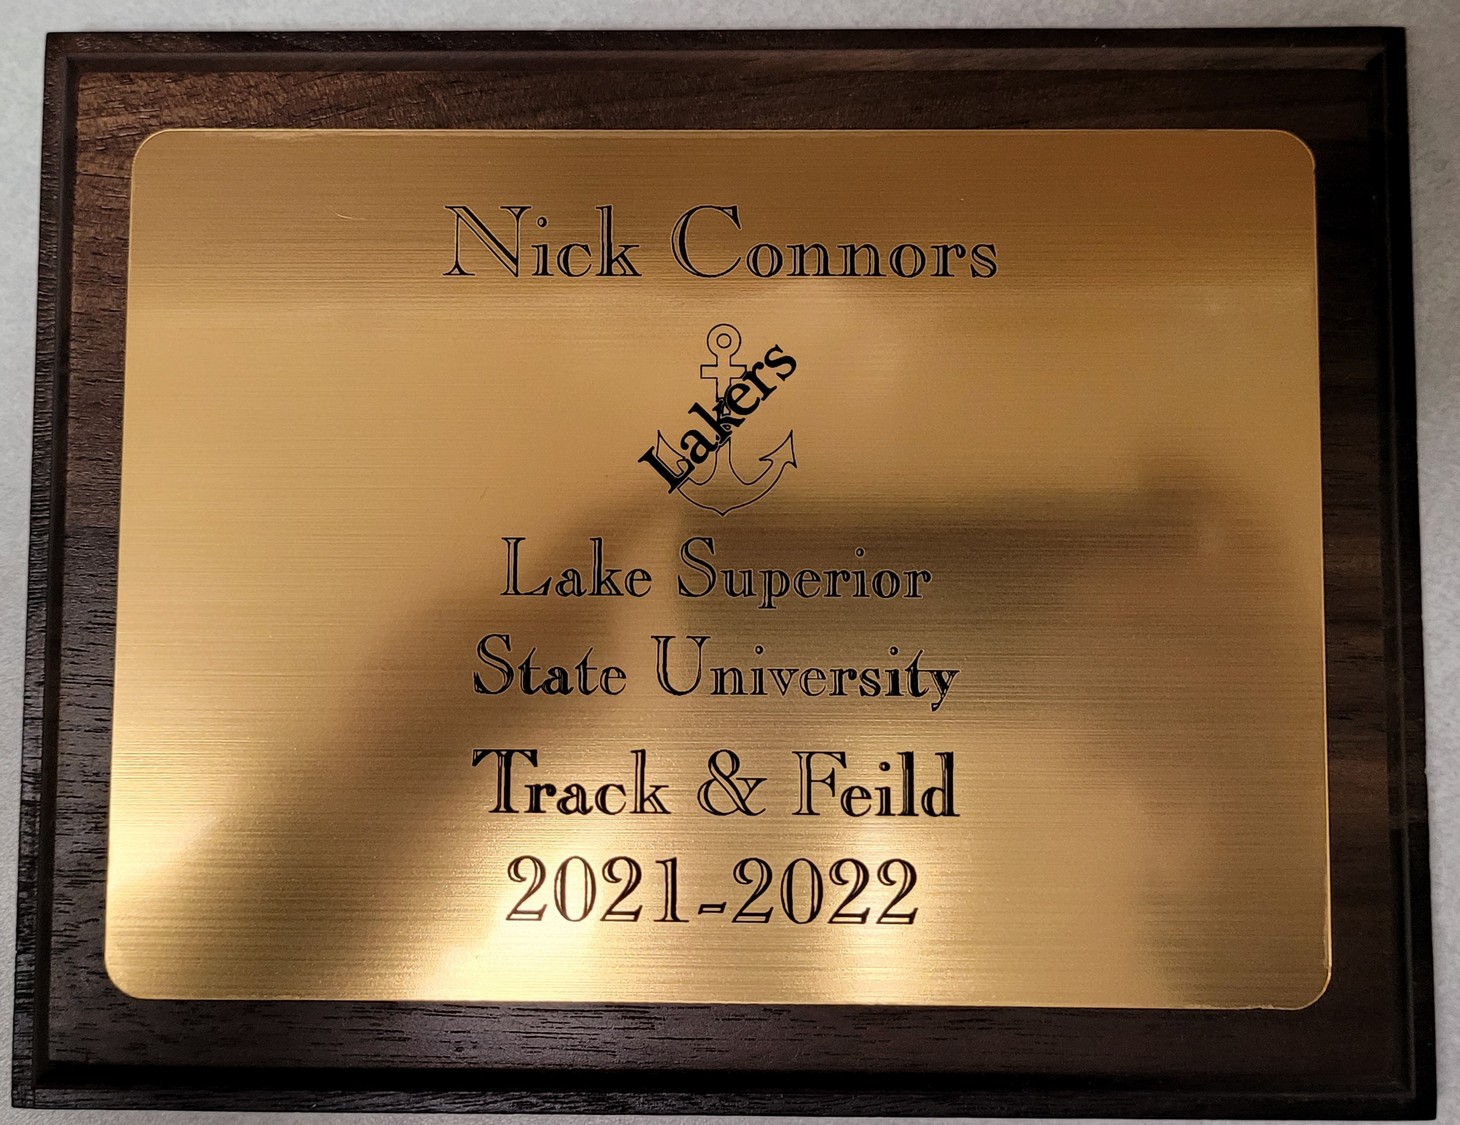 Nick Connors
Lakers
Lake Superior
State University
Track & Feild
2021-2022